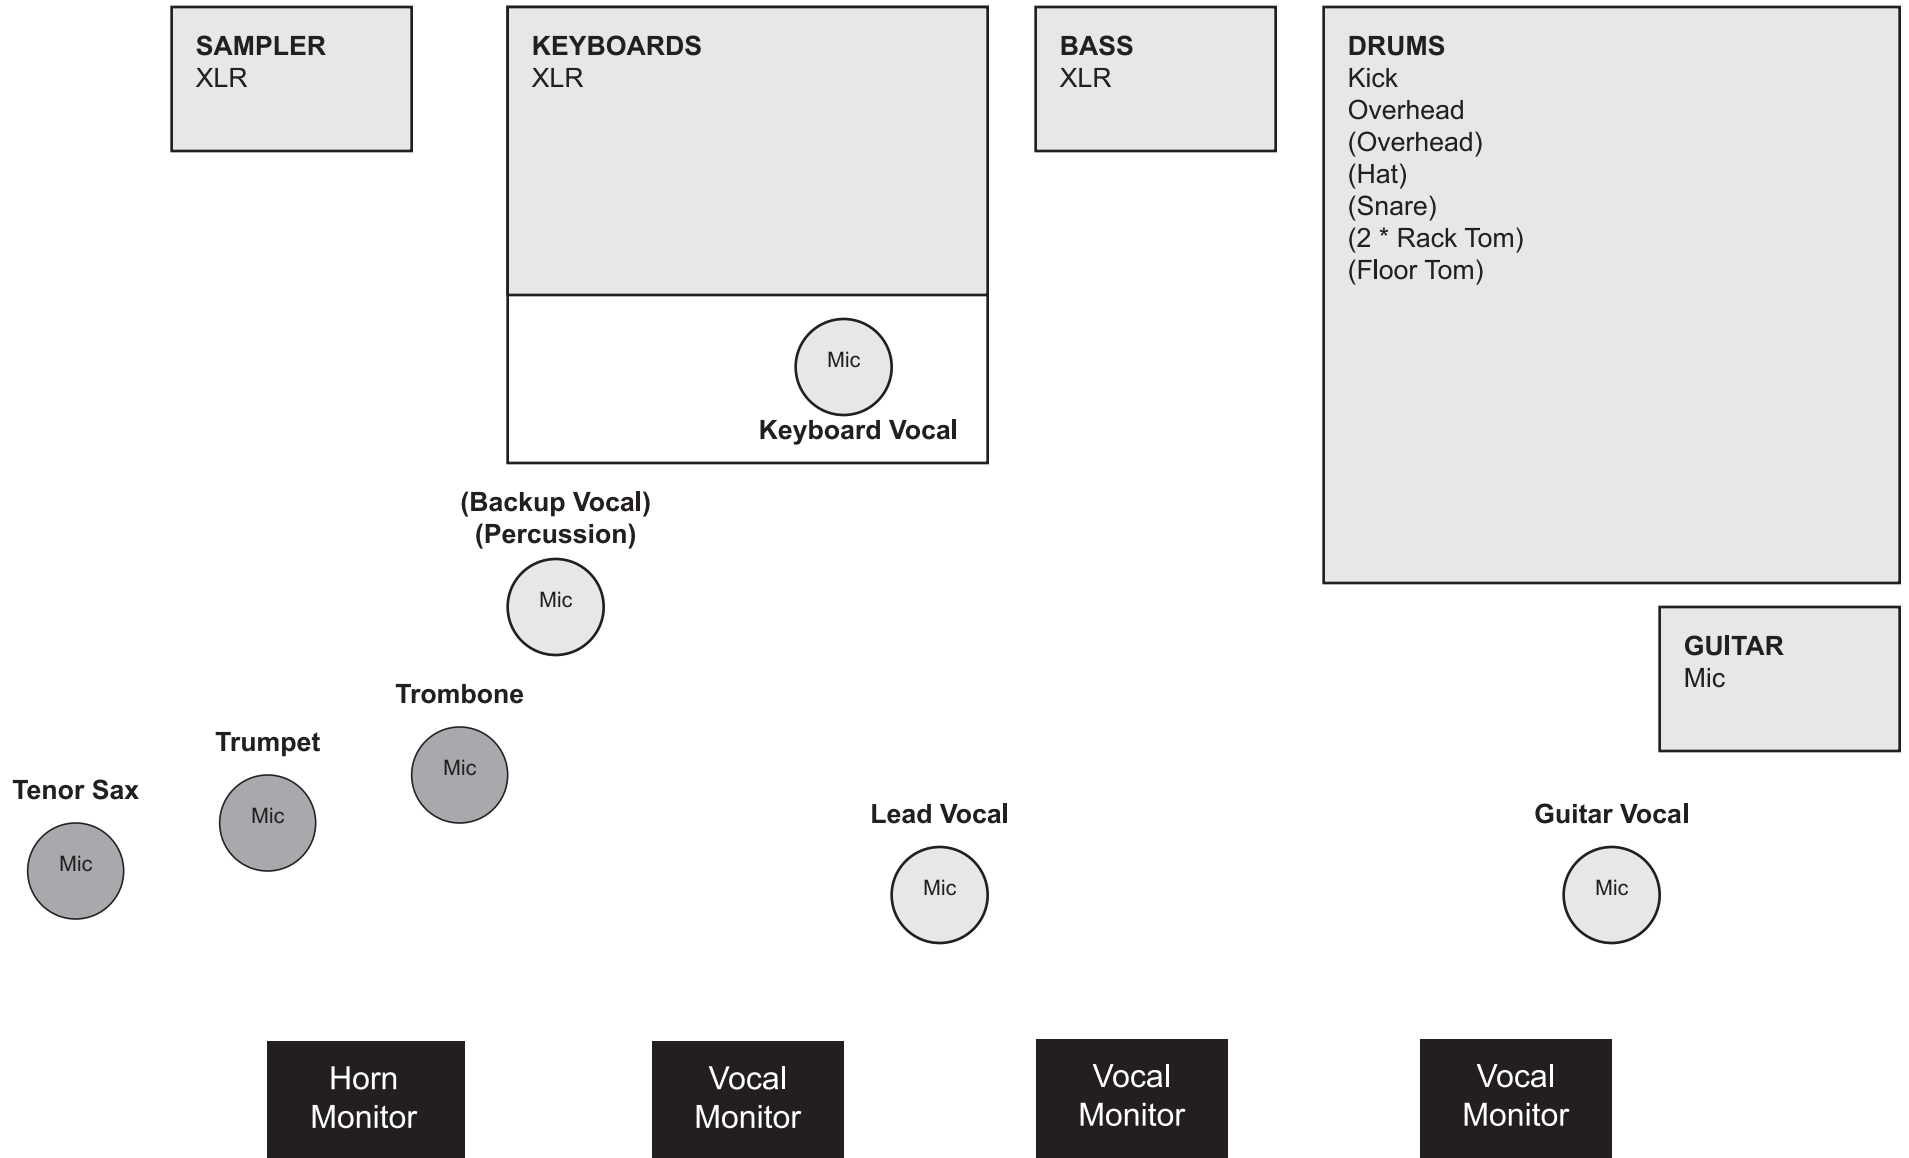 SAMPLER
XLR
KEYBOARDS
XLR
BASS
XLR
DRUMS
Kick
Overhead
(Overhead)
(Hat)
(Snare)
(2 * Rack Tom)
(Floor Tom)
Mic
Keyboard Vocal
(Backup Vocal)
(Percussion)
Mic
GUITAR
Mic
Trombone
Mic
Trumpet
Mic
Tenor Sax
Mic
Lead Vocal
Mic
Guitar Vocal
Mic
Horn
Monitor
Vocal
Monitor
Vocal
Monitor
Vocal
Monitor